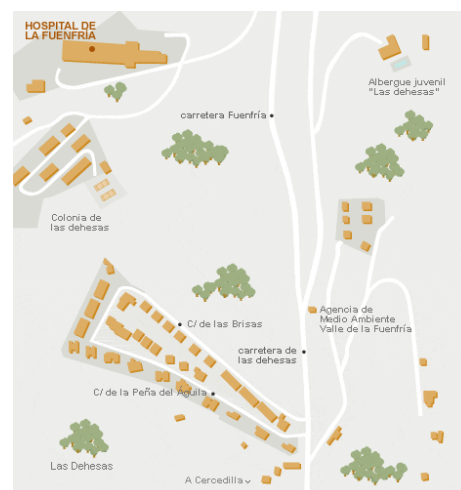 HOSPITAL DE
LA FUENFRÍA
Albergue juvenil
"Las dehesas"
carretera Fuenfría
Colonia de
las dehesas
Agencia de
Medio Ambiente
Valle de la Fuenfría
C/ de las Brisas
carretera de
las dehesas
C/ de la Peña del Aguila
Las Dehesas
A Cercedilla